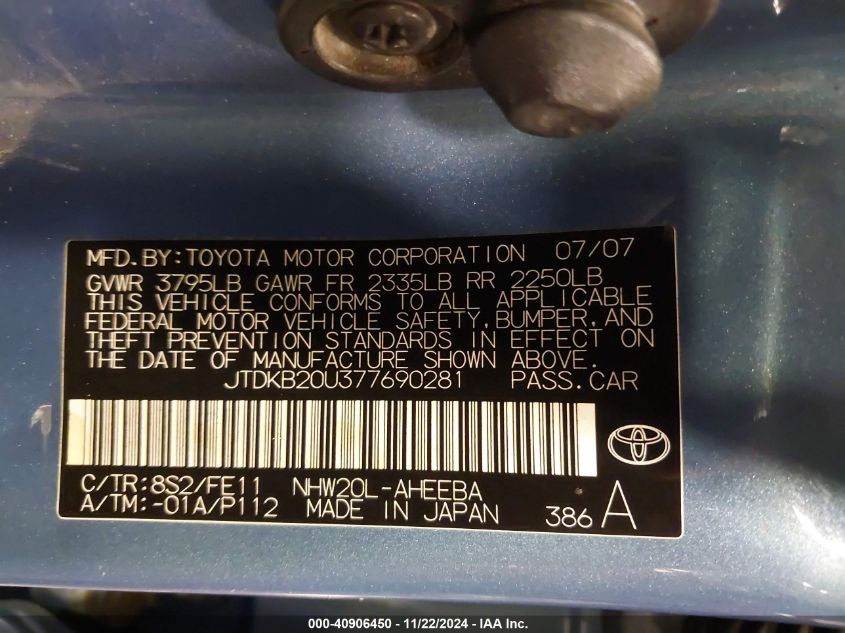 MFD.BY:TOYOTA MOTOR CORPORATION 07/07
GVWR 3795LB GAWR FR 2335LB RR 2250LB
THIS VEHICLE CONFORMS TO ALL APPLICABLE
FEDERAL MOTOR VEHICLE SAFETY,BUMPER,AND
THEFT PREVENTION STANDARDS IN EFFECT ON
THE DATE OF MANUFACTURE SHOWN ABOVE.
JTDKB20U377690281 PASS.CAR
C/TR:8S2/FE11 NHW20L-AHEEBA
A/TM:-01A/P112 MADE IN JAPAN 386 A
000-40906450 - 11/22/2024 - IAA Inc.